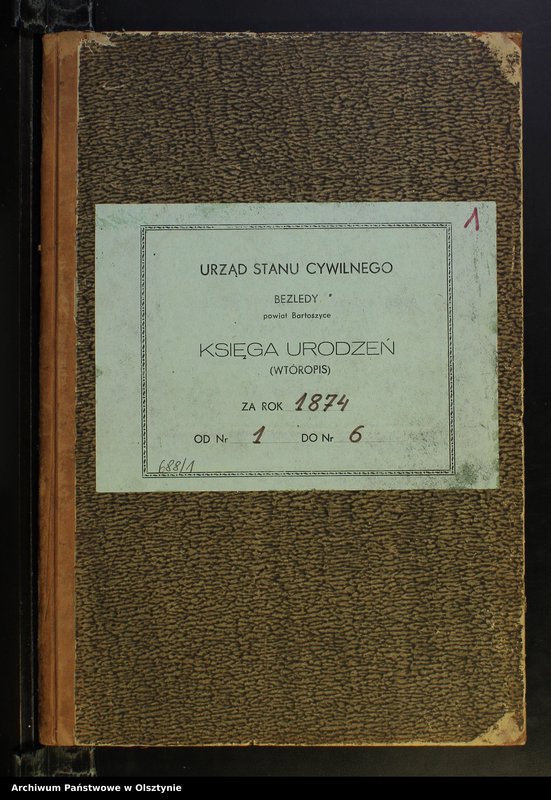 1
URZĄD STANU CYWILNEGO
BEZLEDY
powiat Bartoszyce
KSIĘGA URODZEŃ
(WTÓROPIS)
ZA ROK 1874
OD Nr 1 DO Nr 6
688/1
Archiwum Państwowe w Olsztynie